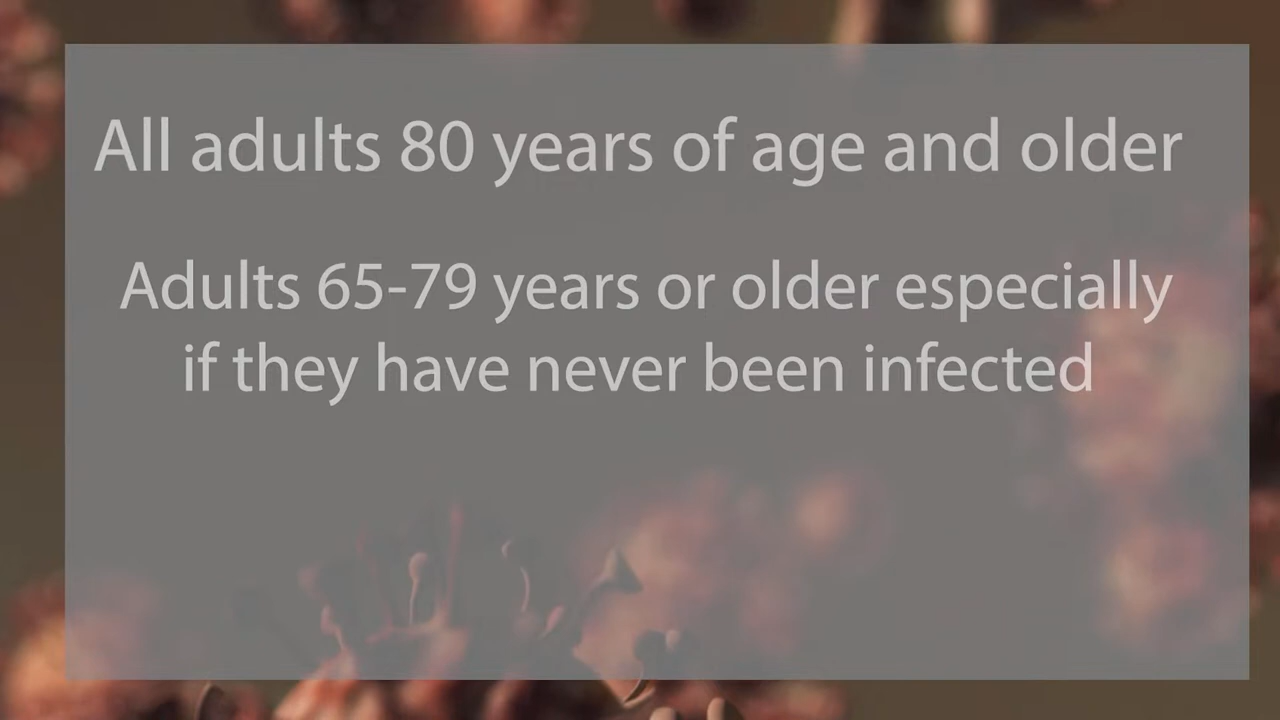 All adults 80 years of age and older
Adults 65-79 years or older especially
if they have never been infected